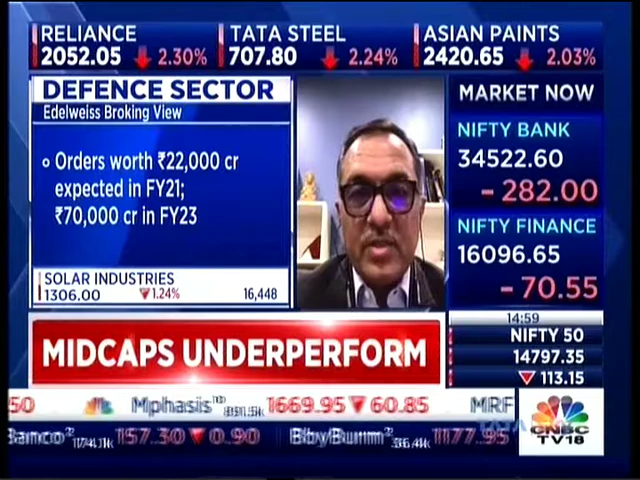 RELIANCE
2052.05 2.30%
TATA STEEL
707.80 2.24%
ASIAN PAINTS
2420.65 2.03%
DEFENCE SECTOR
Edelweiss Broking View
Orders worth ₹22,000 cr
expected in FY21;
₹70,000 cr in FY23
SOLAR INDUSTRIES
1306.00 1.24% 16,448
MARKET NOW
NIFTY BANK
34522.60
- 282.00
NIFTY FINANCE
16096.65
- 70.55
14:59
NIFTY 50
14797.35
113.15
MIDCAPS UNDERPERFORM
50 Mphasis 1669.95 60.85 MRF
157.30 0.90 1177.95
CNBC
TV18